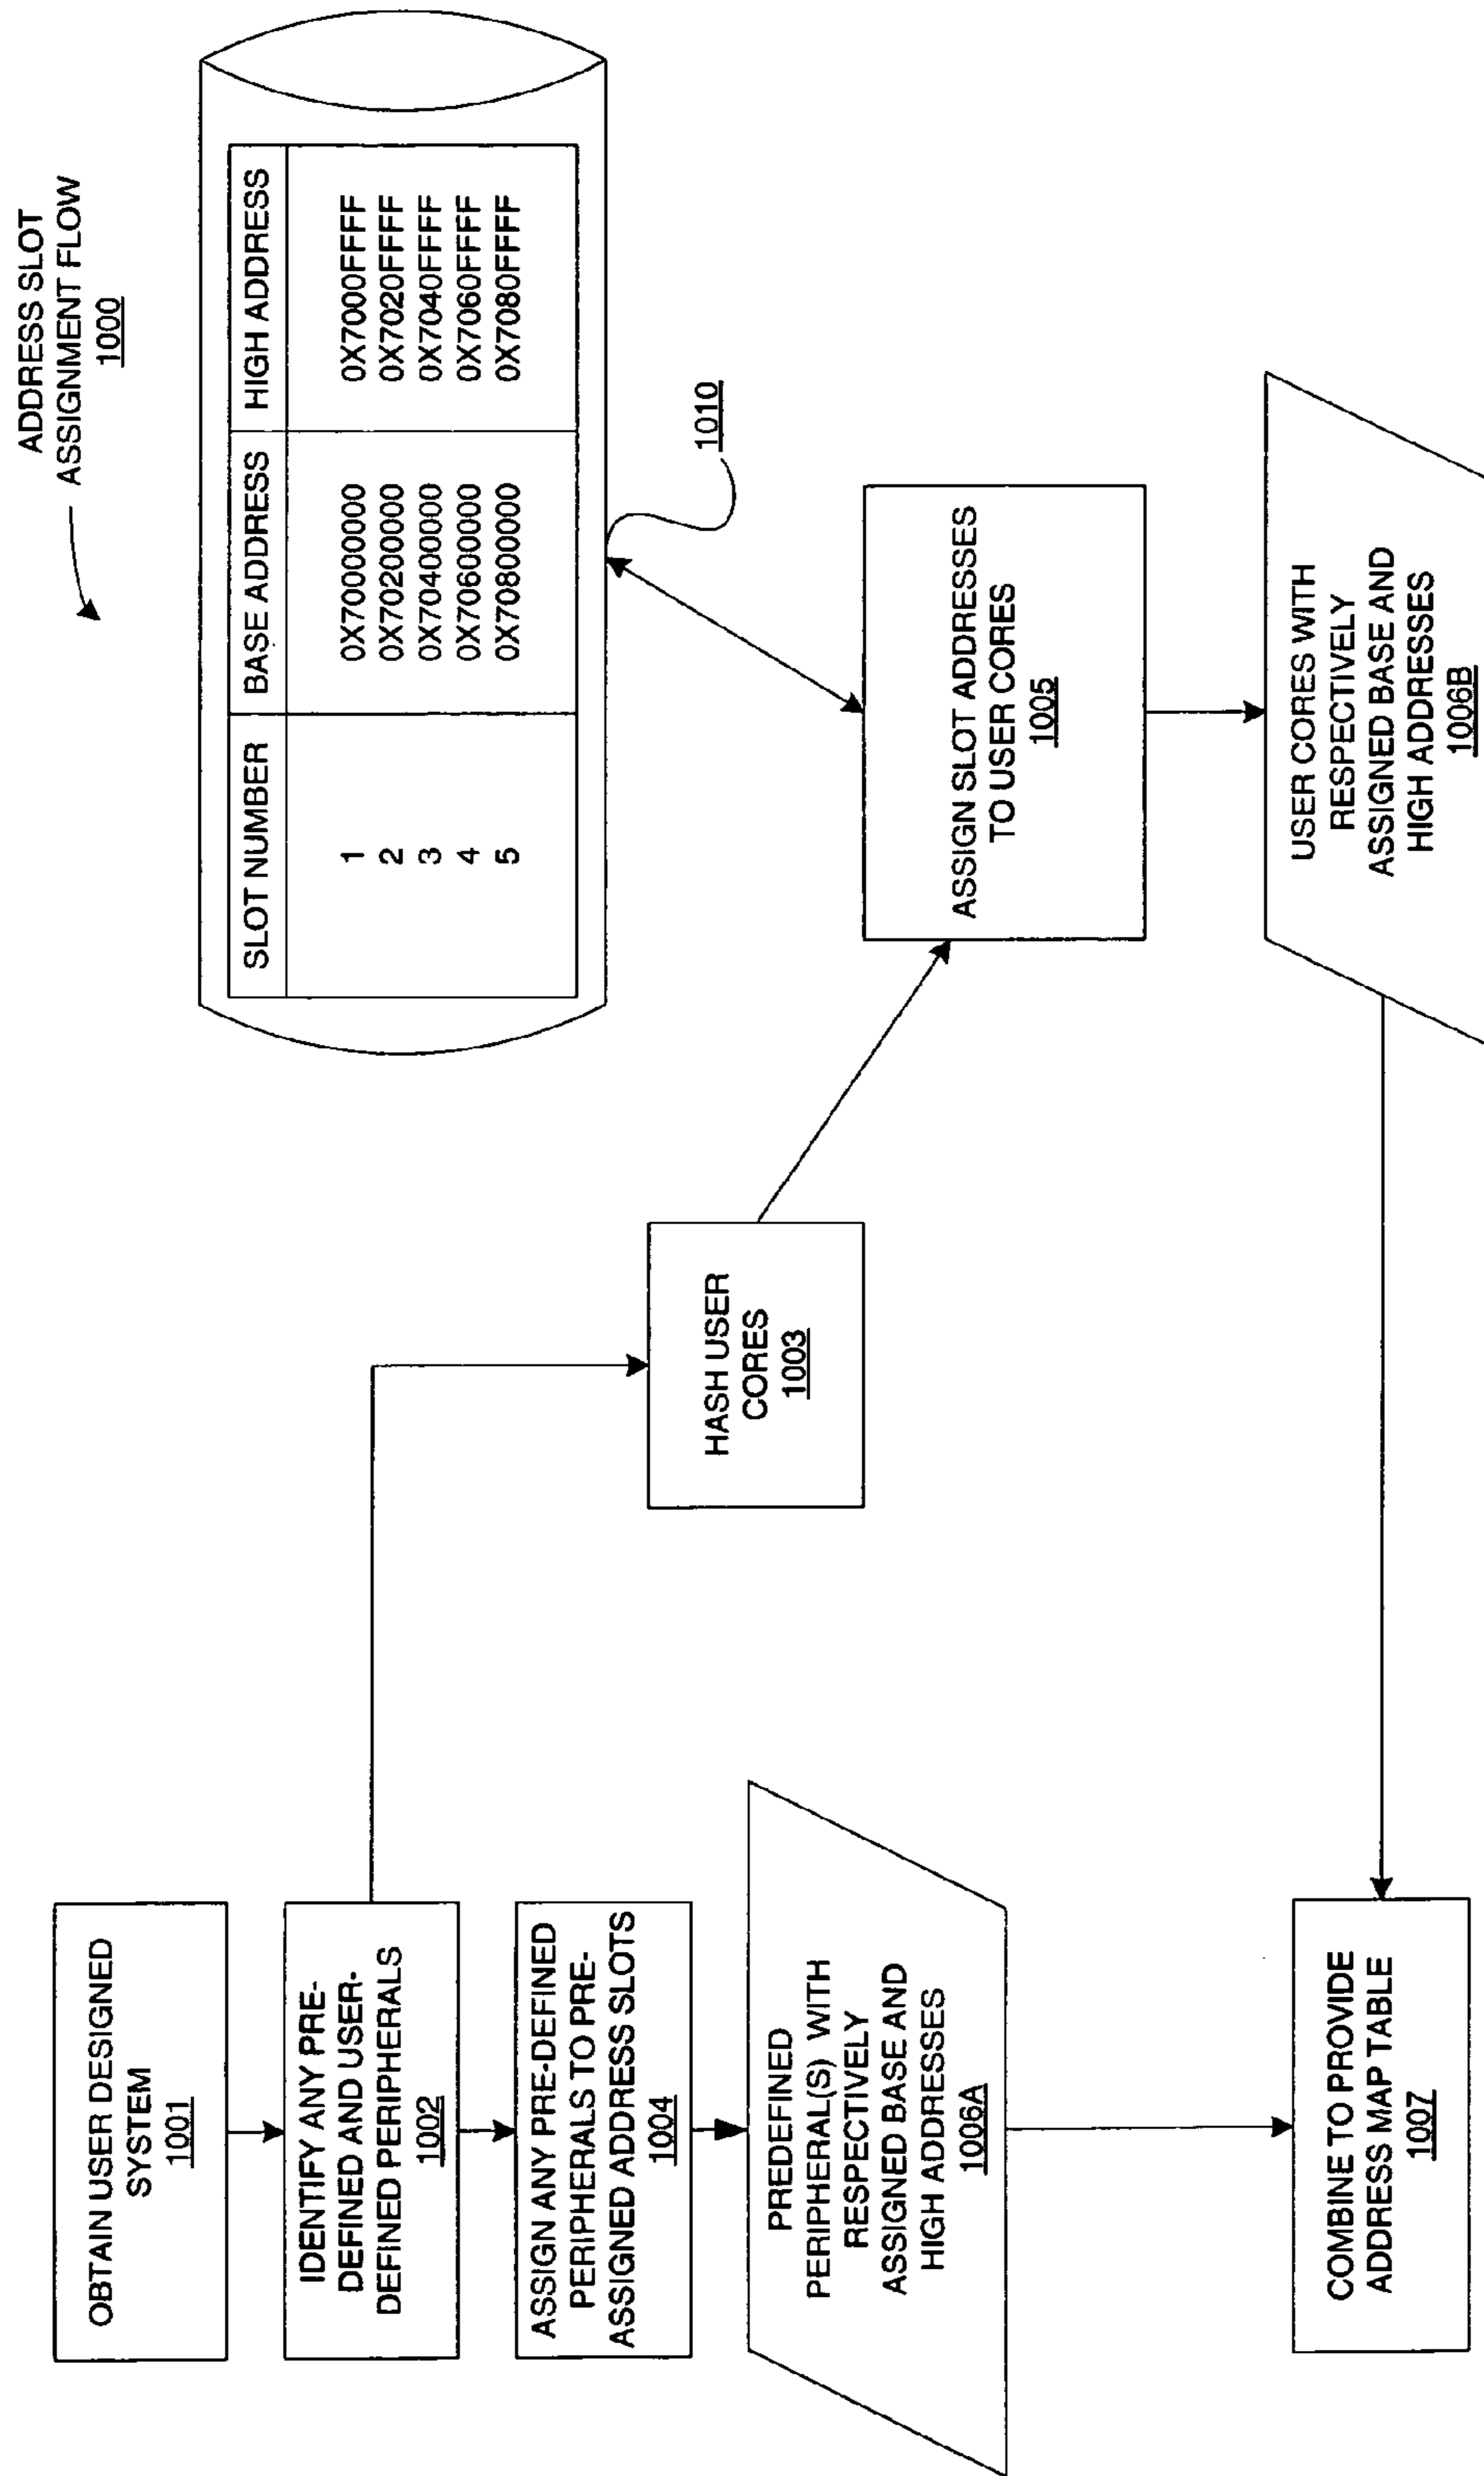 ADDRESS SLOT
ASSIGNMENT FLOW
1000
OBTAIN USER DESIGNED
SYSTEM
1001
IDENTIFY ANY PRE-
DEFINED AND USER-
DEFINED PERIPHERALS
1002
ASSIGN ANY PRE-DEFINED
PERIPHERALS TO PRE-
ASSIGNED ADDRESS SLOTS
1004
PREDEFINED
PERIPHERAL(S) WITH
RESPECTIVELY
ASSIGNED BASE AND
HIGH ADDRESSES
1006A
COMBINE TO PROVIDE
ADDRESS MAP TABLE
1007
HASH USER
CORES
1003
SLOT NUMBER BASE ADDRESS HIGH ADDRESS
1 0X70000000 0X7000FFFF
2 0X70200000 0X7020FFFF
3 0X70400000 0X7040FFFF
4 0X70600000 0X7060FFFF
5 0X70800000 0X7080FFFF
1010
ASSIGN SLOT ADDRESSES
TO USER CORES
1005
USER CORES WITH
RESPECTIVELY
ASSIGNED BASE AND
HIGH ADDRESSES
1006B